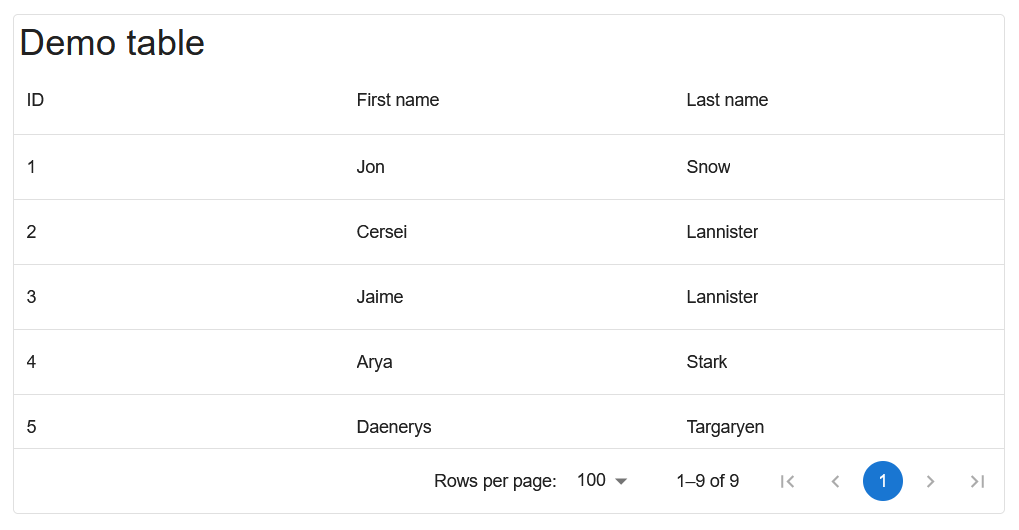 Demo table
ID First name Last name
1 Jon Snow
2 Cersei Lannister
3 Jaime Lannister
4 Arya Stark
5 Daenerys Targaryen
Rows per page: 100 1–9 of 9 1